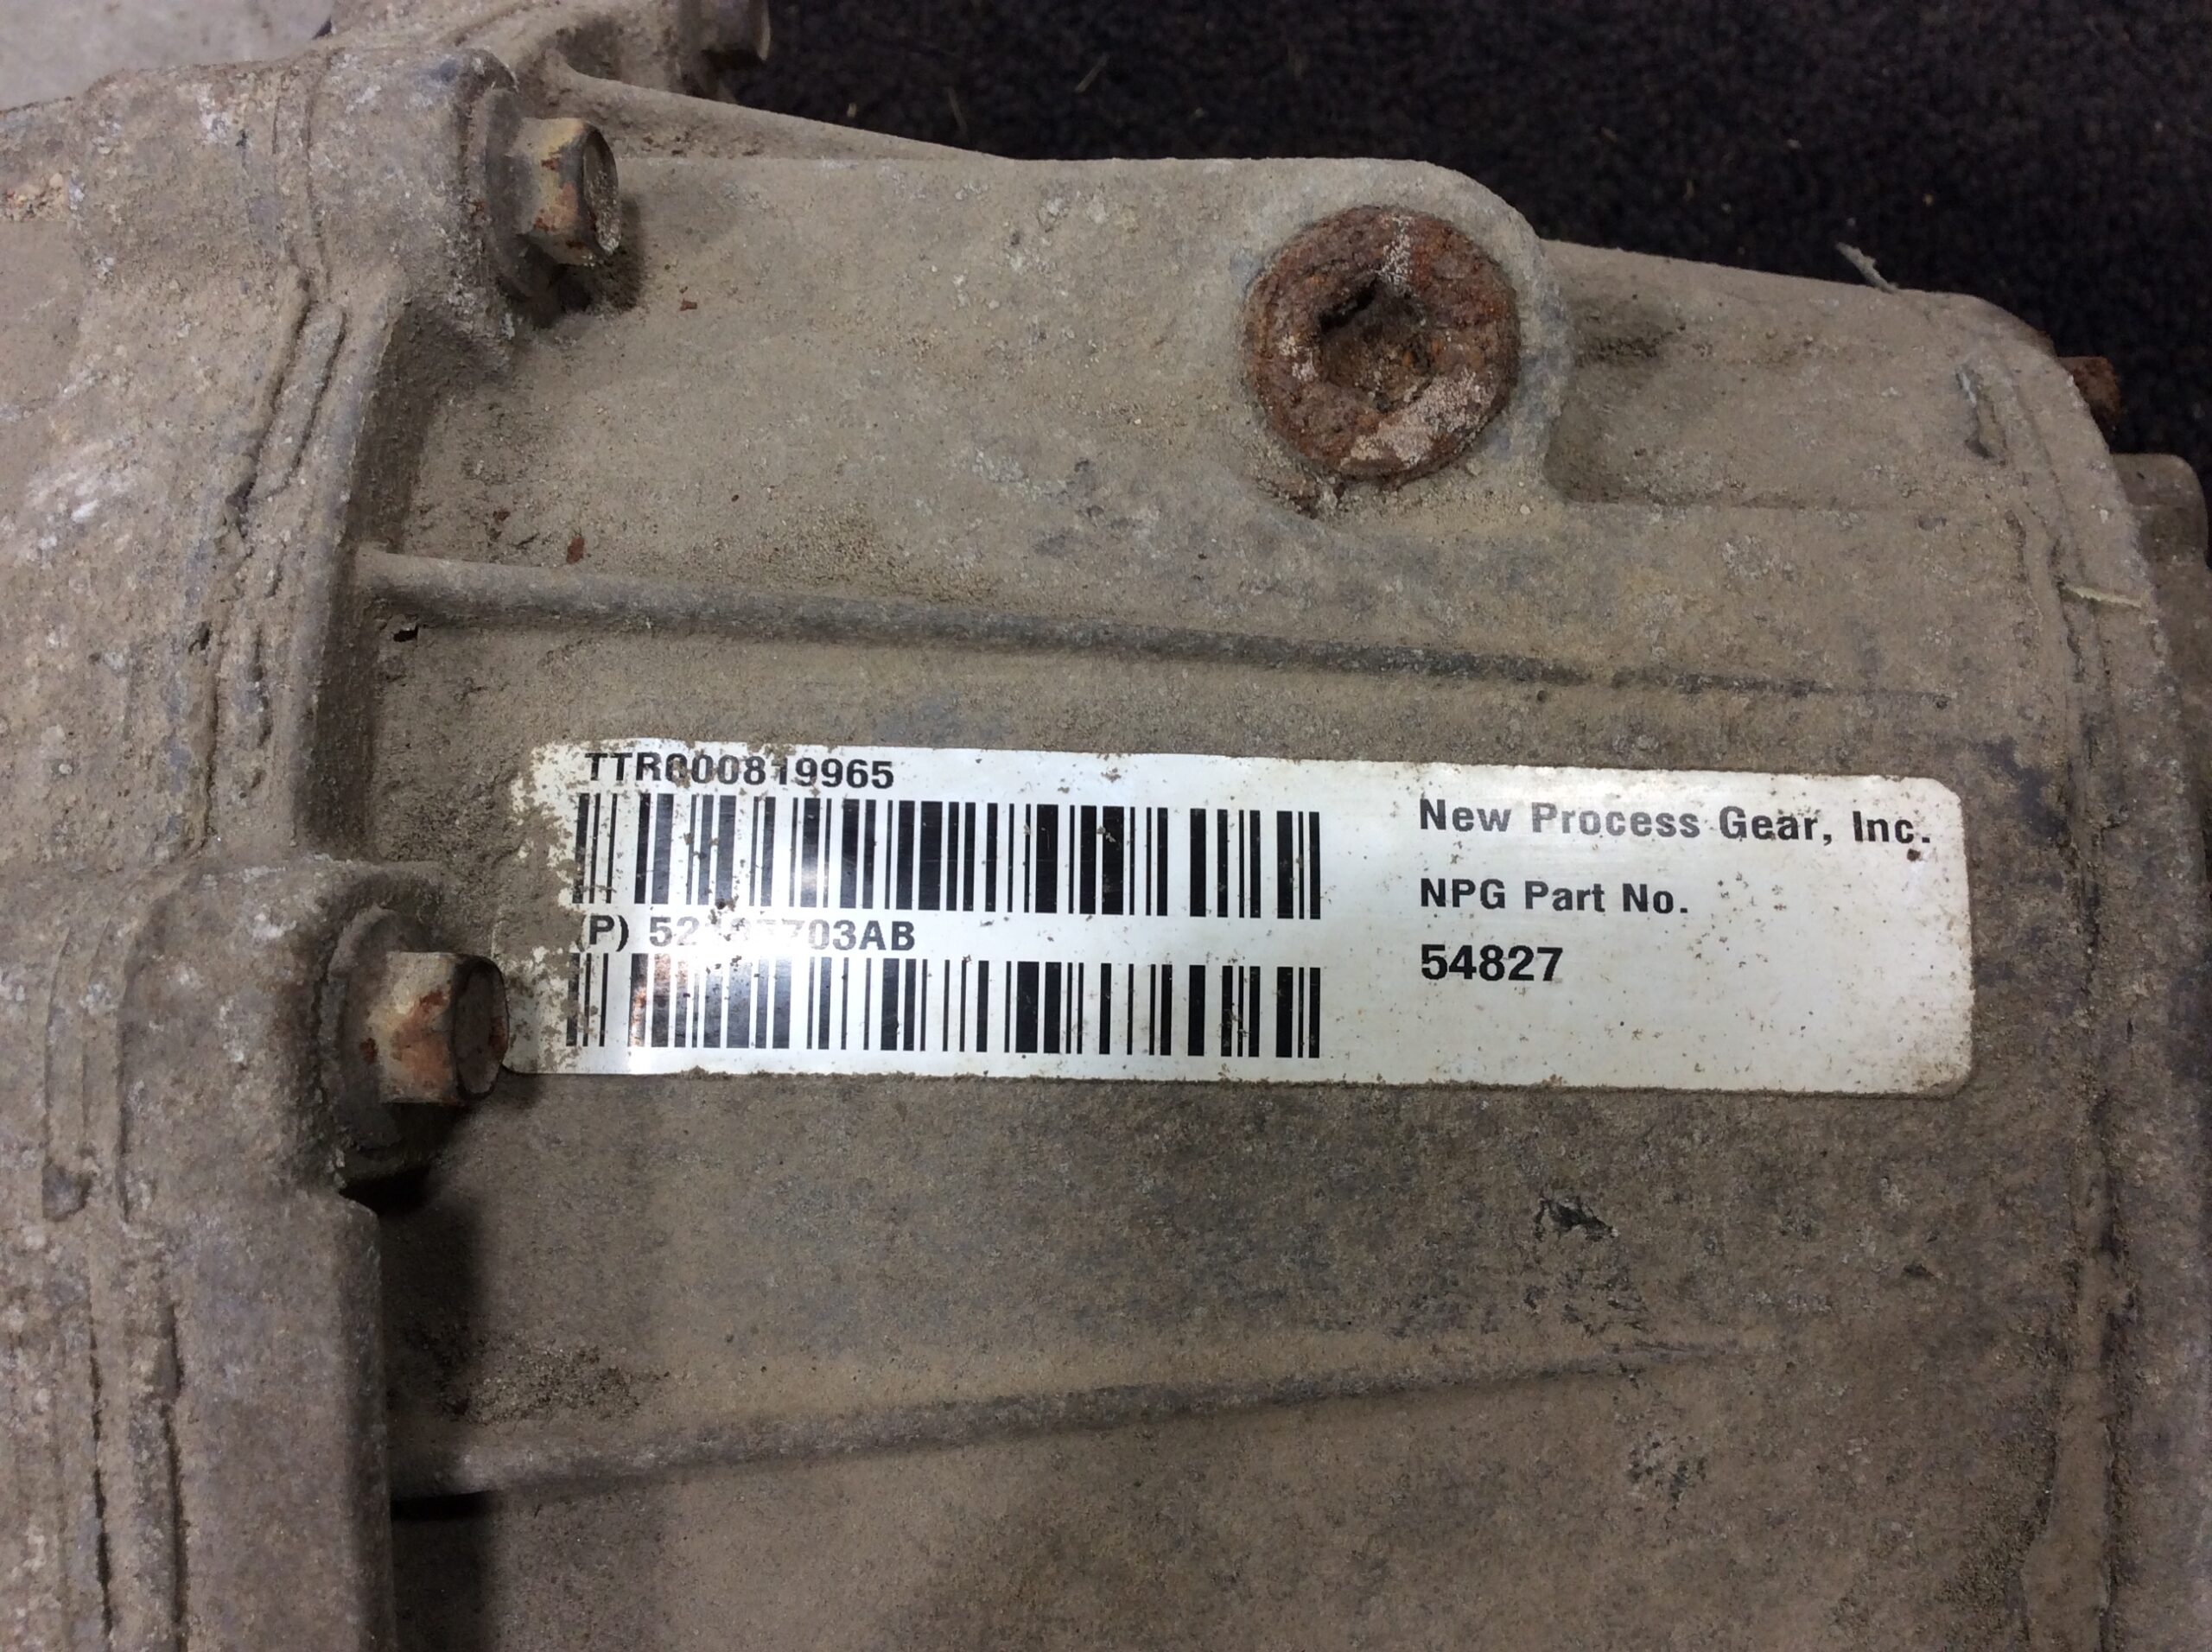 TTR000819965
New Process Gear, Inc.
NPG Part No.
(P)
54827